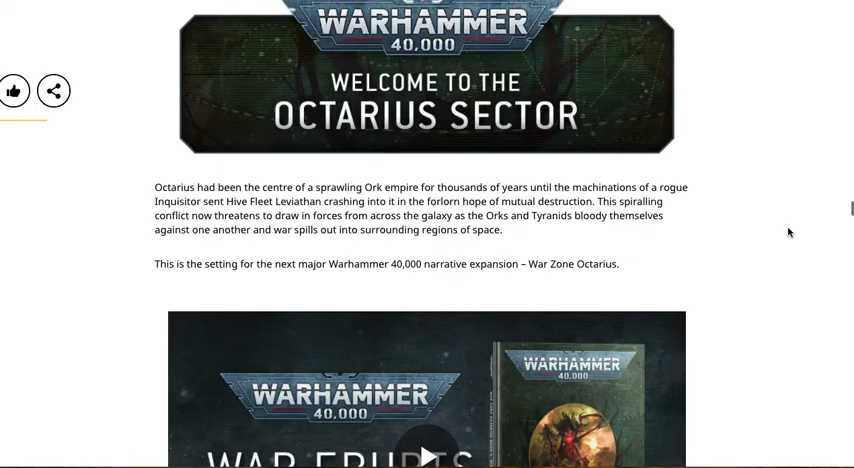 WARHAMMER
40,000
WELCOME TO THE
OCTARIUS SECTOR
Octarius had been the centre of a sprawling Ork empire for thousands of years until the machinations of a rogue
Inquisitor sent Hive Fleet Leviathan crashing into it in the forlorn hope of mutual destruction. This spiralling
conflict now threatens to draw in forces from across the galaxy as the Orks and Tyranids bloody themselves
against one another and war spills out into surrounding regions of space.
This is the setting for the next major Warhammer 40,000 narrative expansion – War Zone Octarius.
WARHAMMER
40,000
WARHAMMER
40,000
WAR ERUPTS